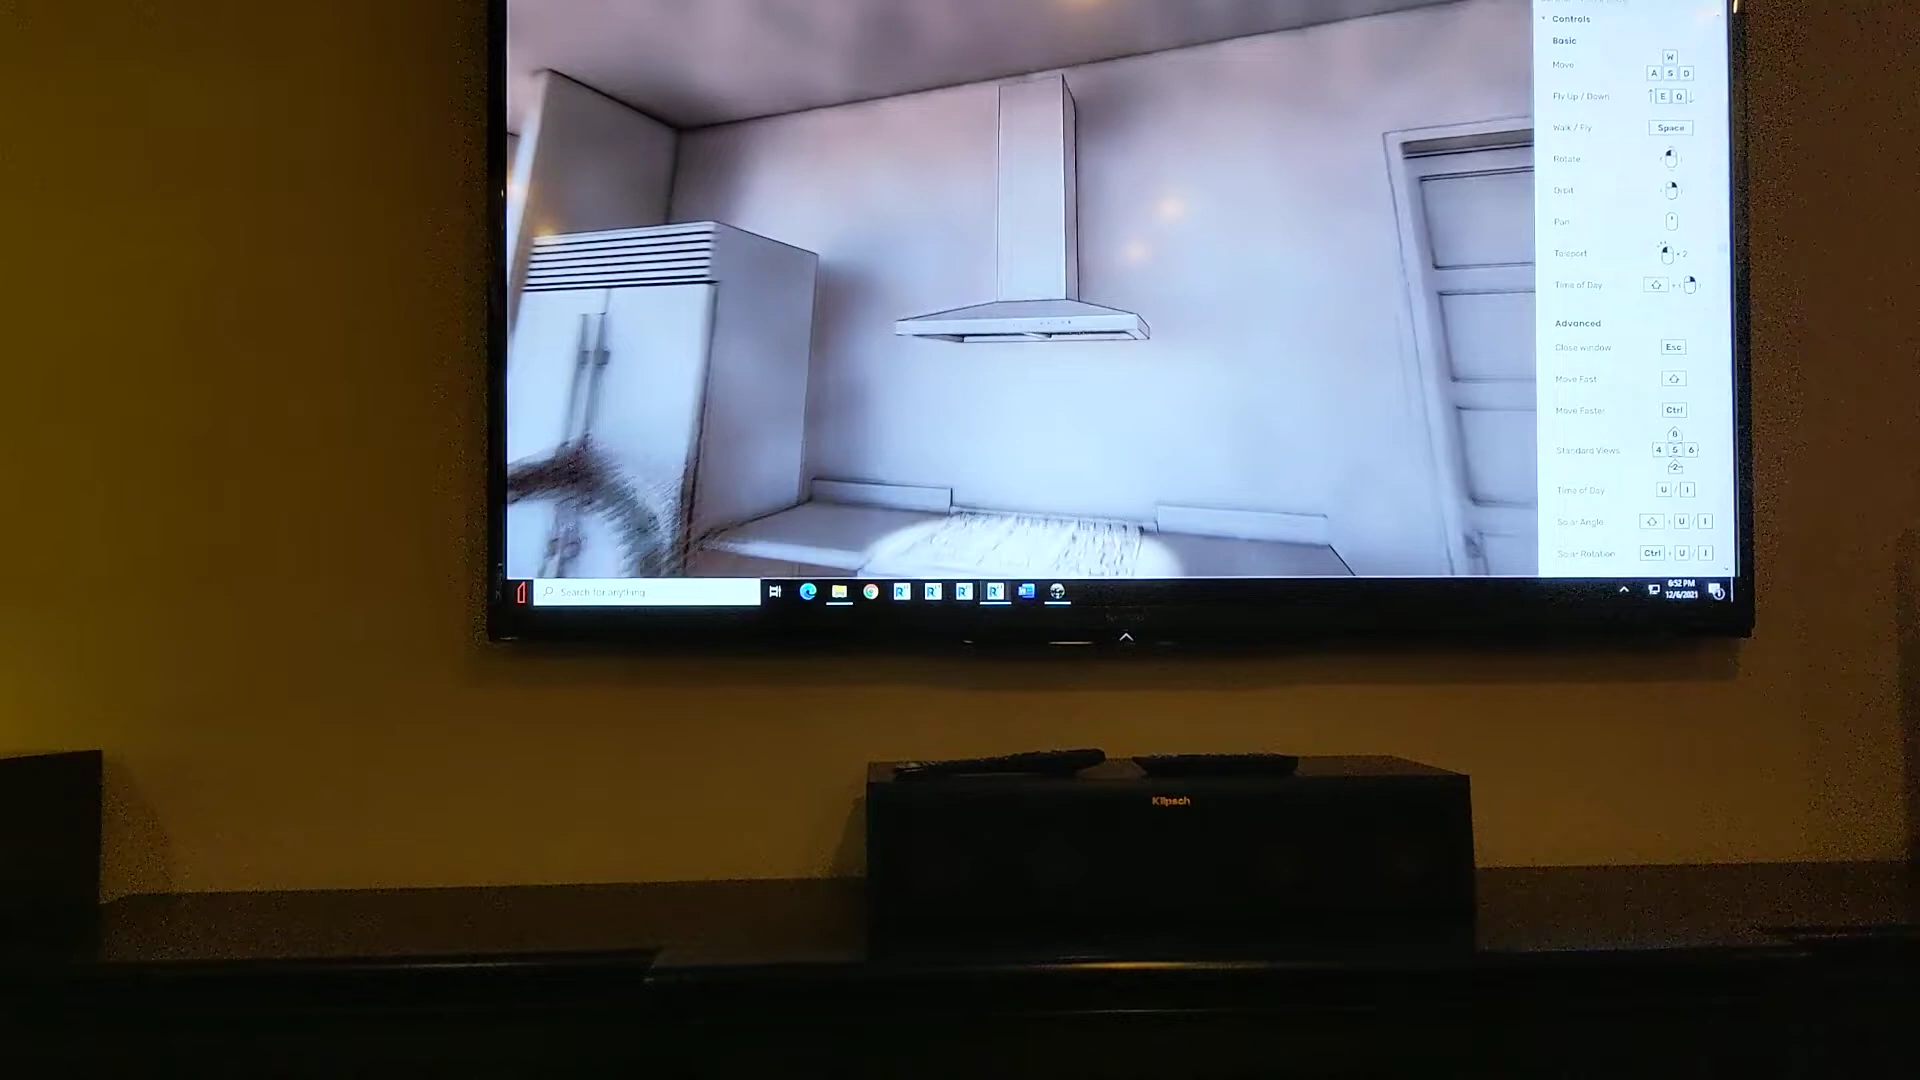 Controls
Basic
Move
W
A S D
Fly Up / Down
E Q
Walk / Fly
Space
Rotate
Orbit
Pan
Teleport
× 2
Time of Day
+
Advanced
Close window
Esc
Move Fast
Move Faster
Ctrl
8
Standard Views
4 5 6
2
Time of Day
U / I
Solar Angle
+ U / I
Solar Rotation
Ctrl + U / I
Search for anything
R R R R
6:52 PM
12/6/2021
1
Klipsch